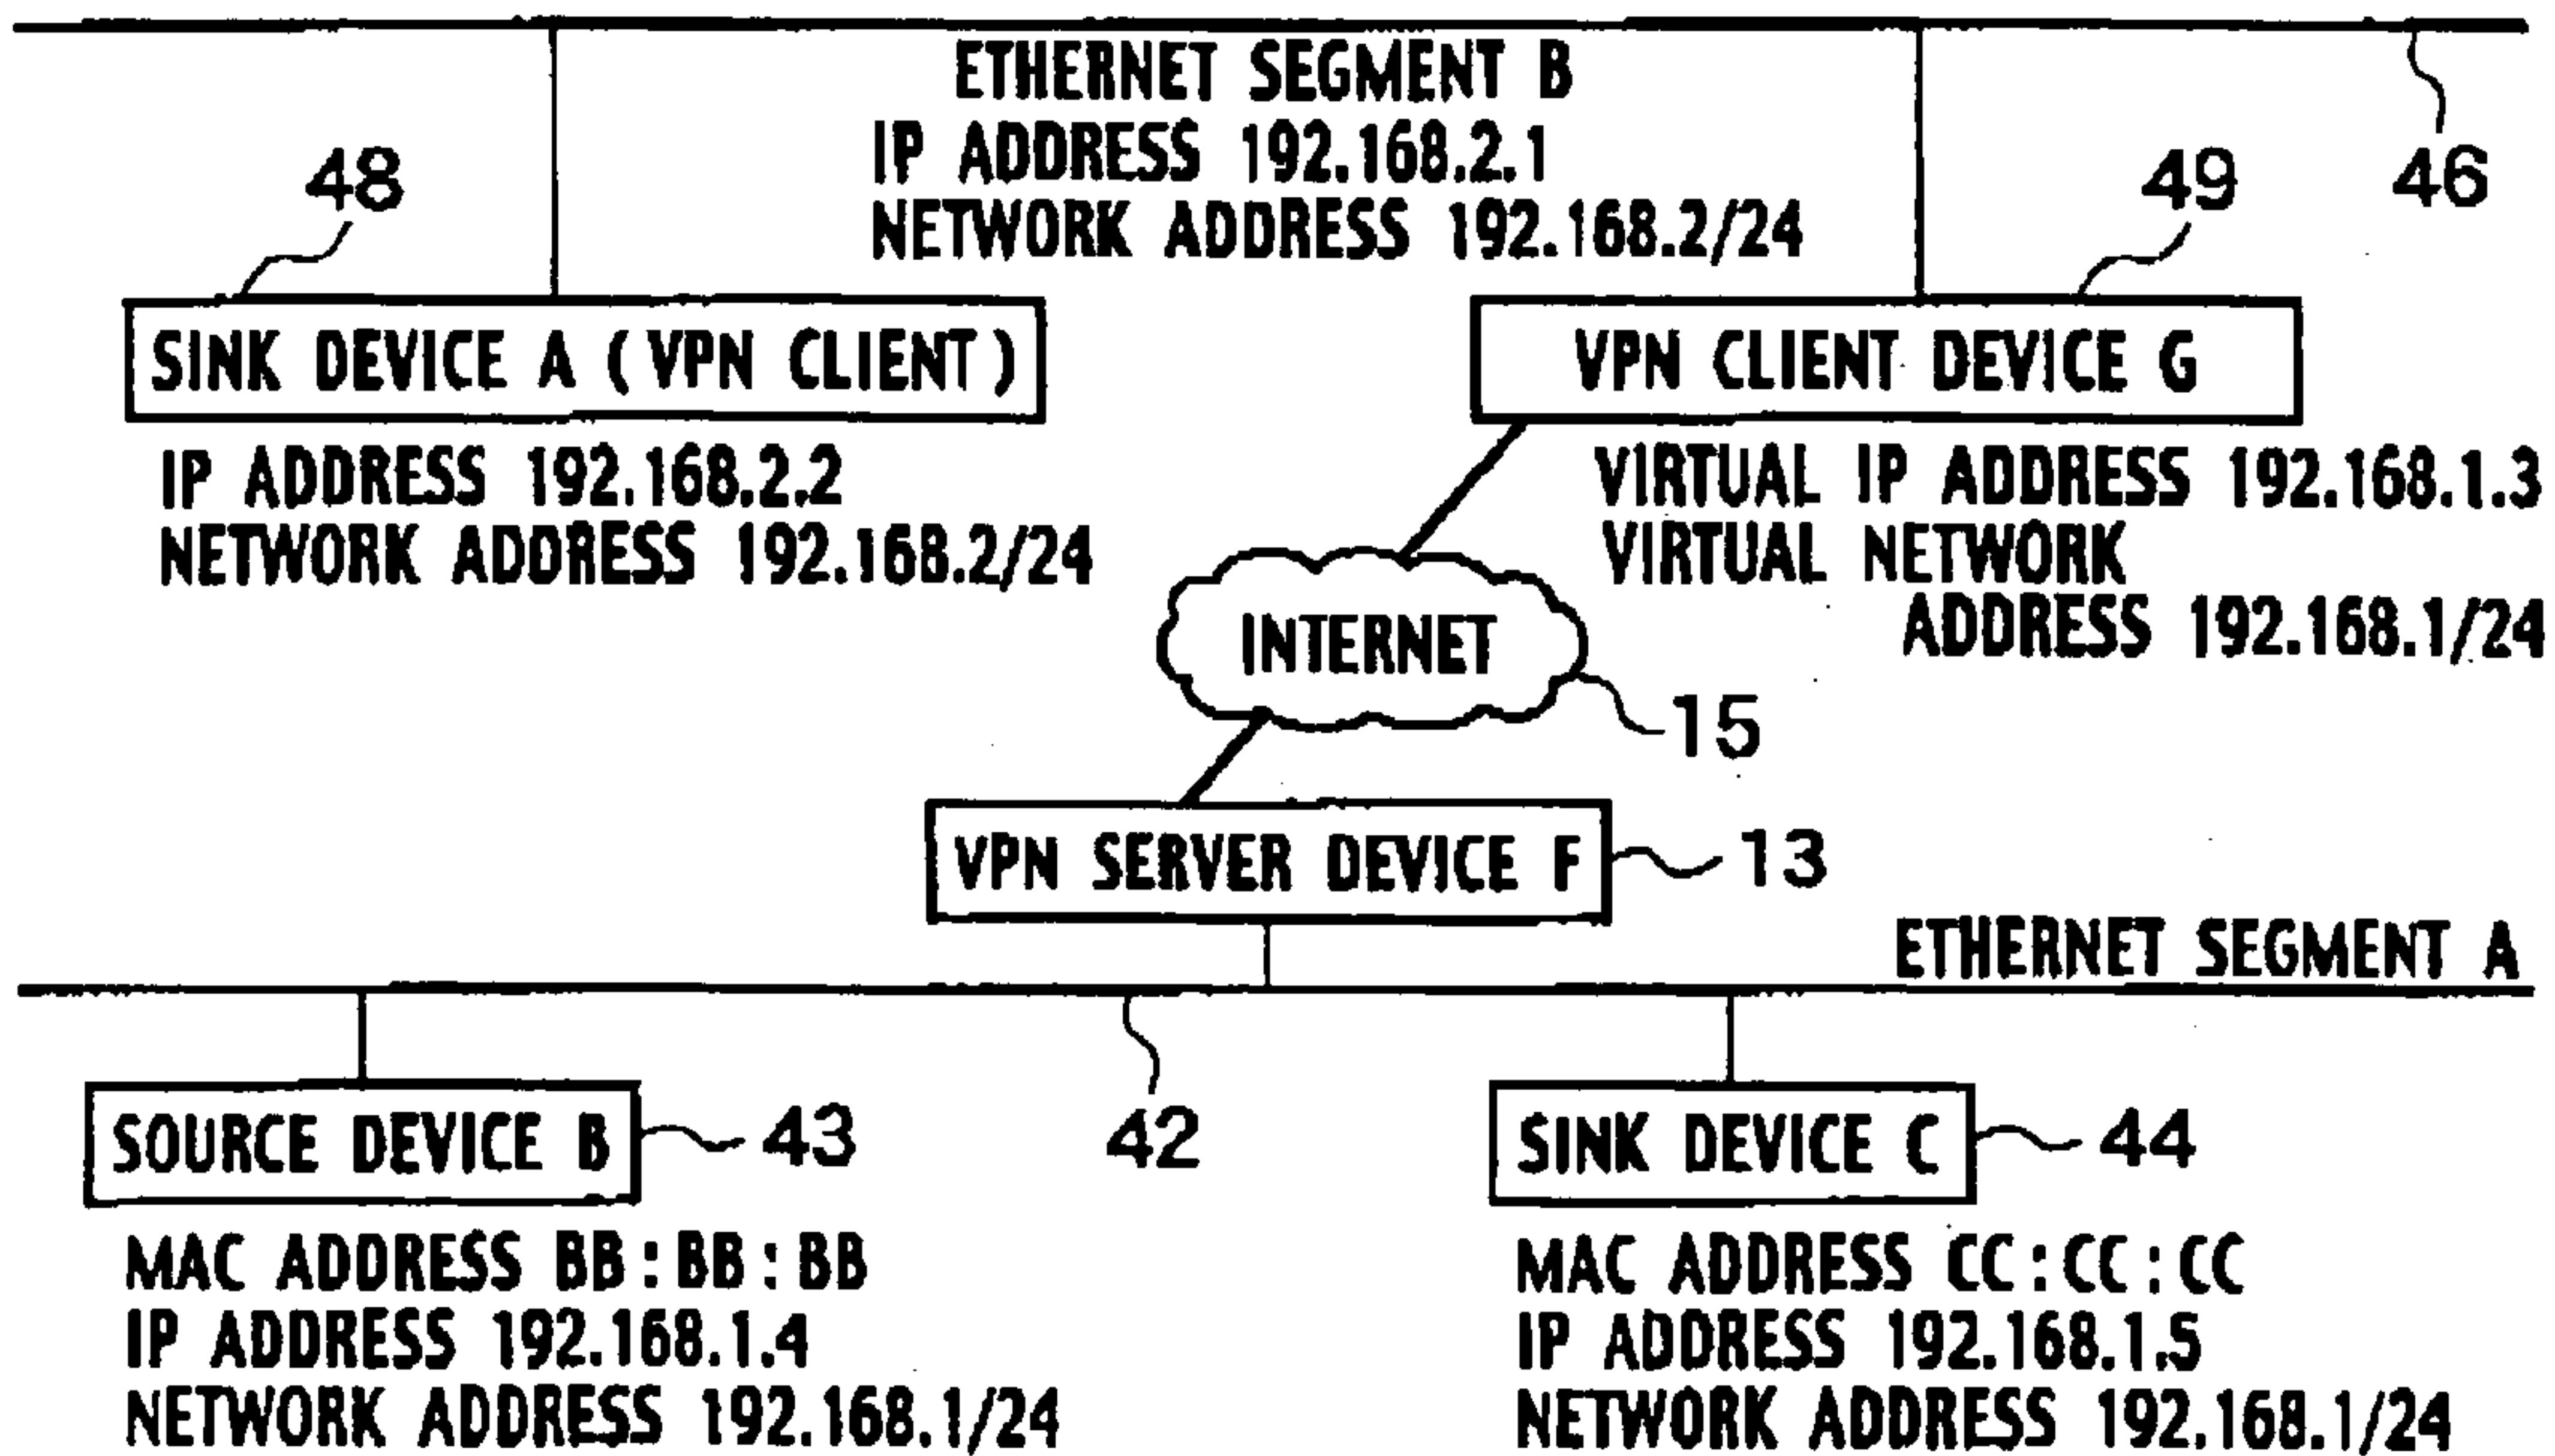 ETHERNET SEGMENT B
IP ADDRESS 192.168.2.1
NETWORK ADDRESS 192.168.2/24
48
49
46
SINK DEVICE A (VPN CLIENT)
IP ADDRESS 192.168.2.2
NETWORK ADDRESS 192.168.2/24
VPN CLIENT DEVICE G
VIRTUAL IP ADDRESS 192.168.1.3
VIRTUAL NETWORK
ADDRESS 192.168.1/24
INTERNET
15
VPN SERVER DEVICE F
13
ETHERNET SEGMENT A
42
SOURCE DEVICE B
43
MAC ADDRESS BB:BB:BB
IP ADDRESS 192.168.1.4
NETWORK ADDRESS 192.168.1/24
SINK DEVICE C
44
MAC ADDRESS CC:CC:CC
IP ADDRESS 192.168.1.5
NETWORK ADDRESS 192.168.1/24